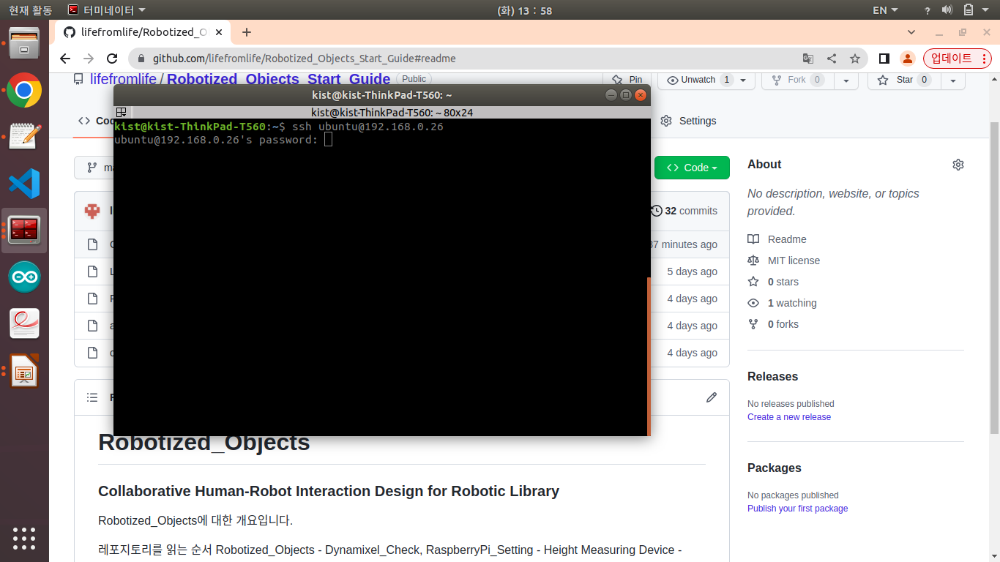 현재 활동 터미네이터 (화) 13 : 58 EN ?
lifefromlife/Robotized_O
github.com/lifefromlife/Robotized_Objects_Start_Guide#readme 업데이트
lifefromlife / Robotized_Objects_Start_Guide Public Pin Unwatch 1 Fork 0 Star 0
kist@kist-ThinkPad-T560: ~
kist@kist-ThinkPad-T560: ~ 80x24
Settings
kist@kist-ThinkPad-T560:~$ ssh ubuntu@192.168.0.26
ubuntu@192.168.0.26's password:
Code
About
No description, website, or topics
provided.
32 commits
37 minutes ago
5 days ago
4 days ago
4 days ago
4 days ago
Readme
MIT license
0 stars
1 watching
0 forks
Releases
No releases published
Create a new release
Packages
No packages published
Publish your first package
Robotized_Objects
Collaborative Human-Robot Interaction Design for Robotic Library
Robotized_Objects에 대한 개요입니다.
레포지토리를 읽는 순서 Robotized_Objects - Dynamixel_Check, RaspberryPi_Setting - Height Measuring Device -